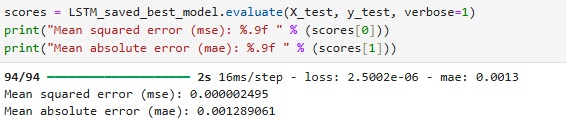 scores = LSTM_saved_best_model.evaluate(X_test, y_test, verbose=1)
print("Mean squared error (mse): %.9f " % (scores[0]))
print("Mean absolute error (mae): %.9f " % (scores[1]))
94/94 ━━━━━━━━━━━━━━━━━━━━ 2s 16ms/step - loss: 2.5002e-06 - mae: 0.0013
Mean squared error (mse): 0.000002495
Mean absolute error (mae): 0.001289061